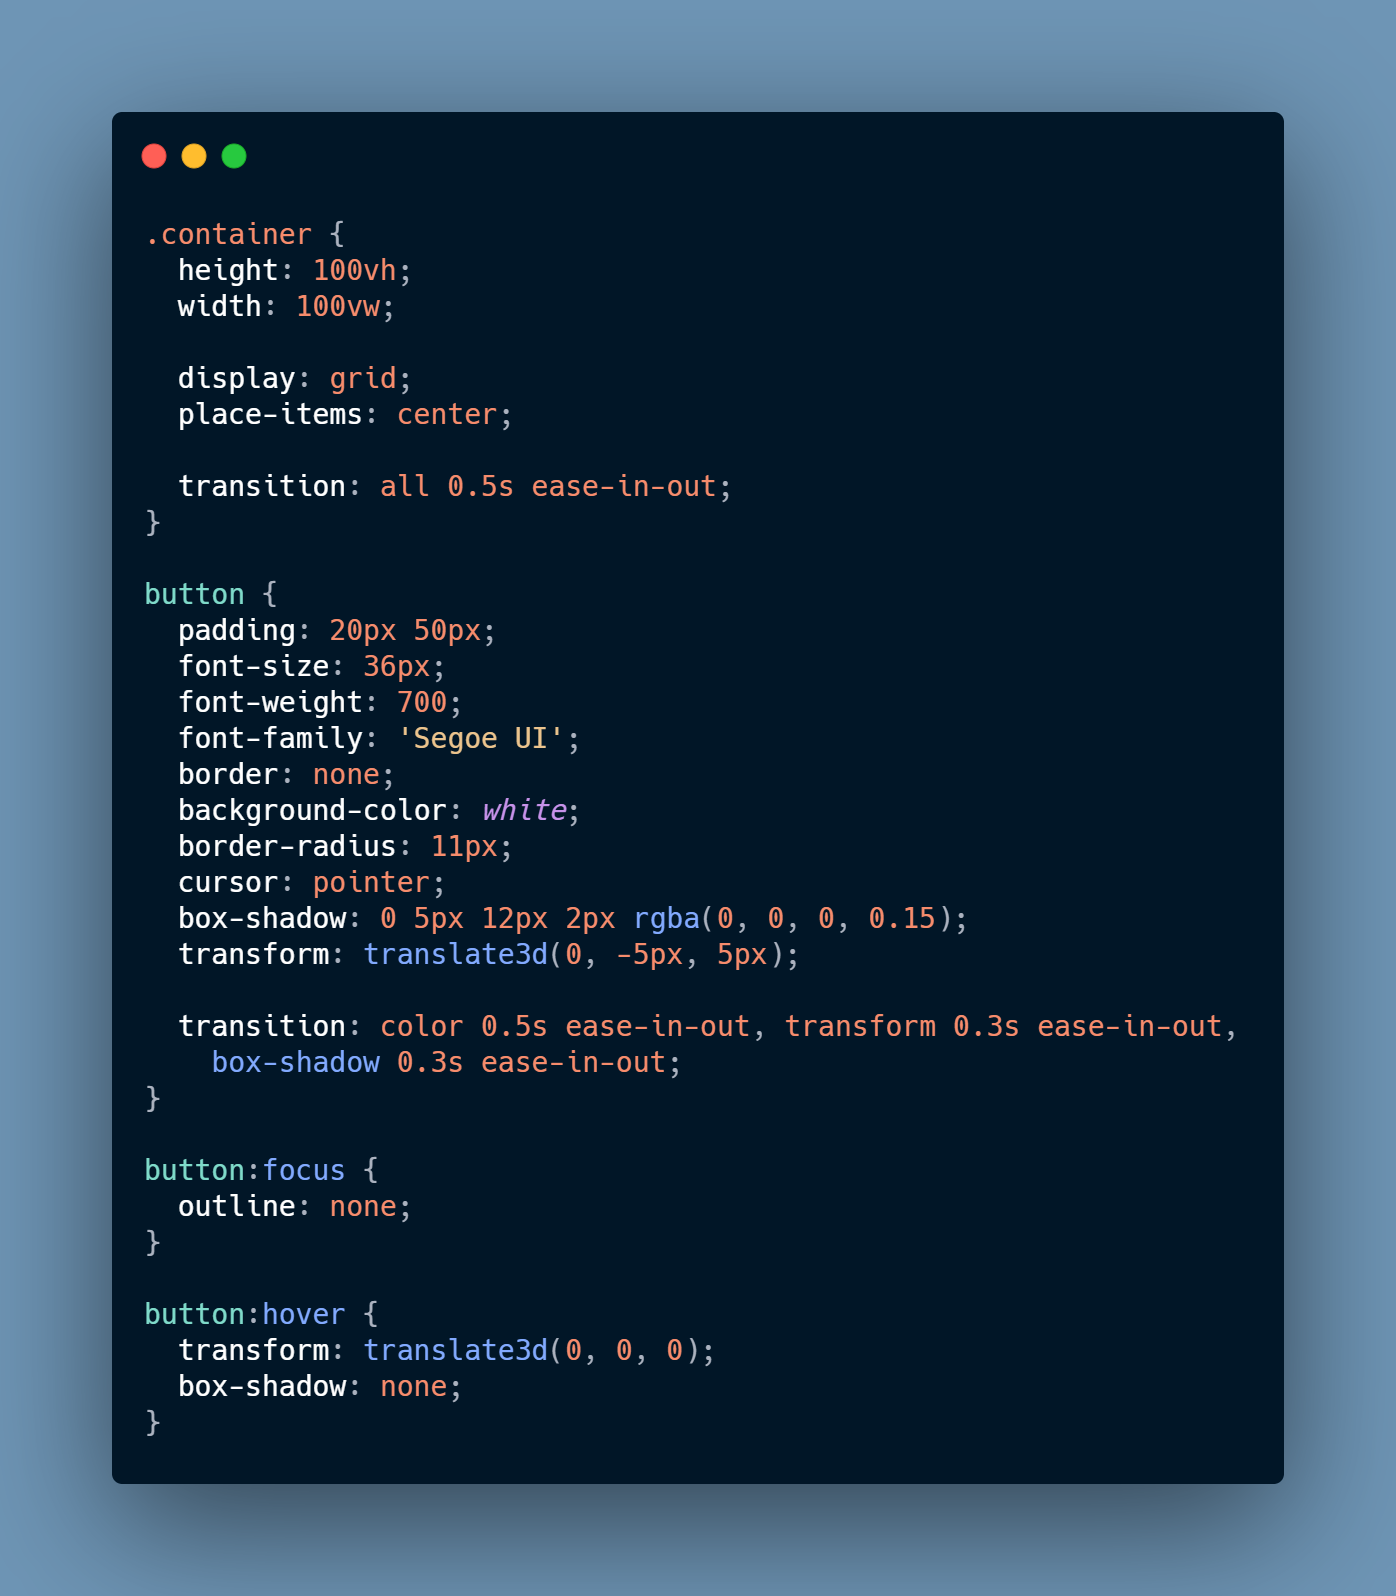 .container {
  height: 100vh;
  width: 100vw;

  display: grid;
  place-items: center;

  transition: all 0.5s ease-in-out;
}

button {
  padding: 20px 50px;
  font-size: 36px;
  font-weight: 700;
  font-family: 'Segoe UI';
  border: none;
  background-color: white;
  border-radius: 11px;
  cursor: pointer;
  box-shadow: 0 5px 12px 2px rgba(0, 0, 0, 0.15);
  transform: translate3d(0, -5px, 5px);

  transition: color 0.5s ease-in-out, transform 0.3s ease-in-out,
    box-shadow 0.3s ease-in-out;
}

button:focus {
  outline: none;
}

button:hover {
  transform: translate3d(0, 0, 0);
  box-shadow: none;
}